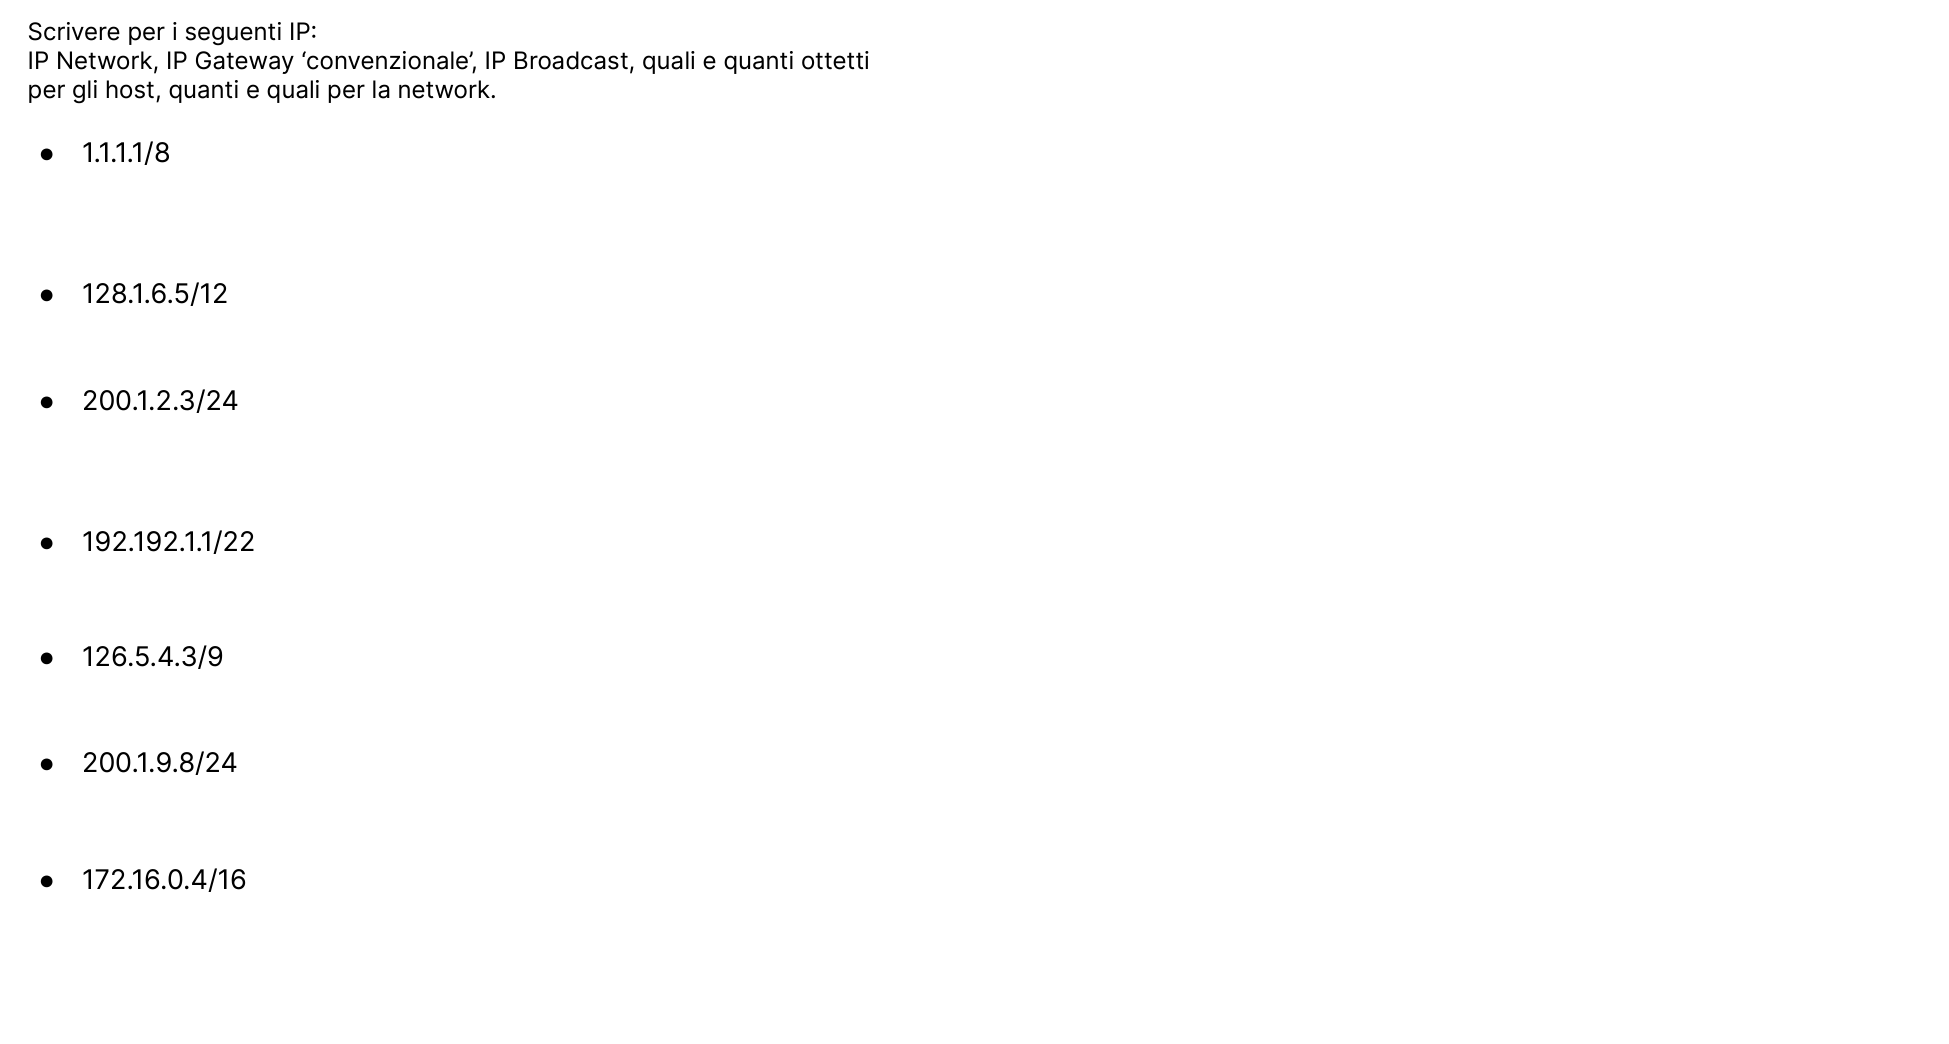 Scrivere per i seguenti IP:
IP Network, IP Gateway ‘convenzionale’, IP Broadcast, quali e quanti ottetti
per gli host, quanti e quali per la network.
● 1.1.1.1/8
● 128.1.6.5/12
● 200.1.2.3/24
● 192.192.1.1/22
● 126.5.4.3/9
● 200.1.9.8/24
● 172.16.0.4/16